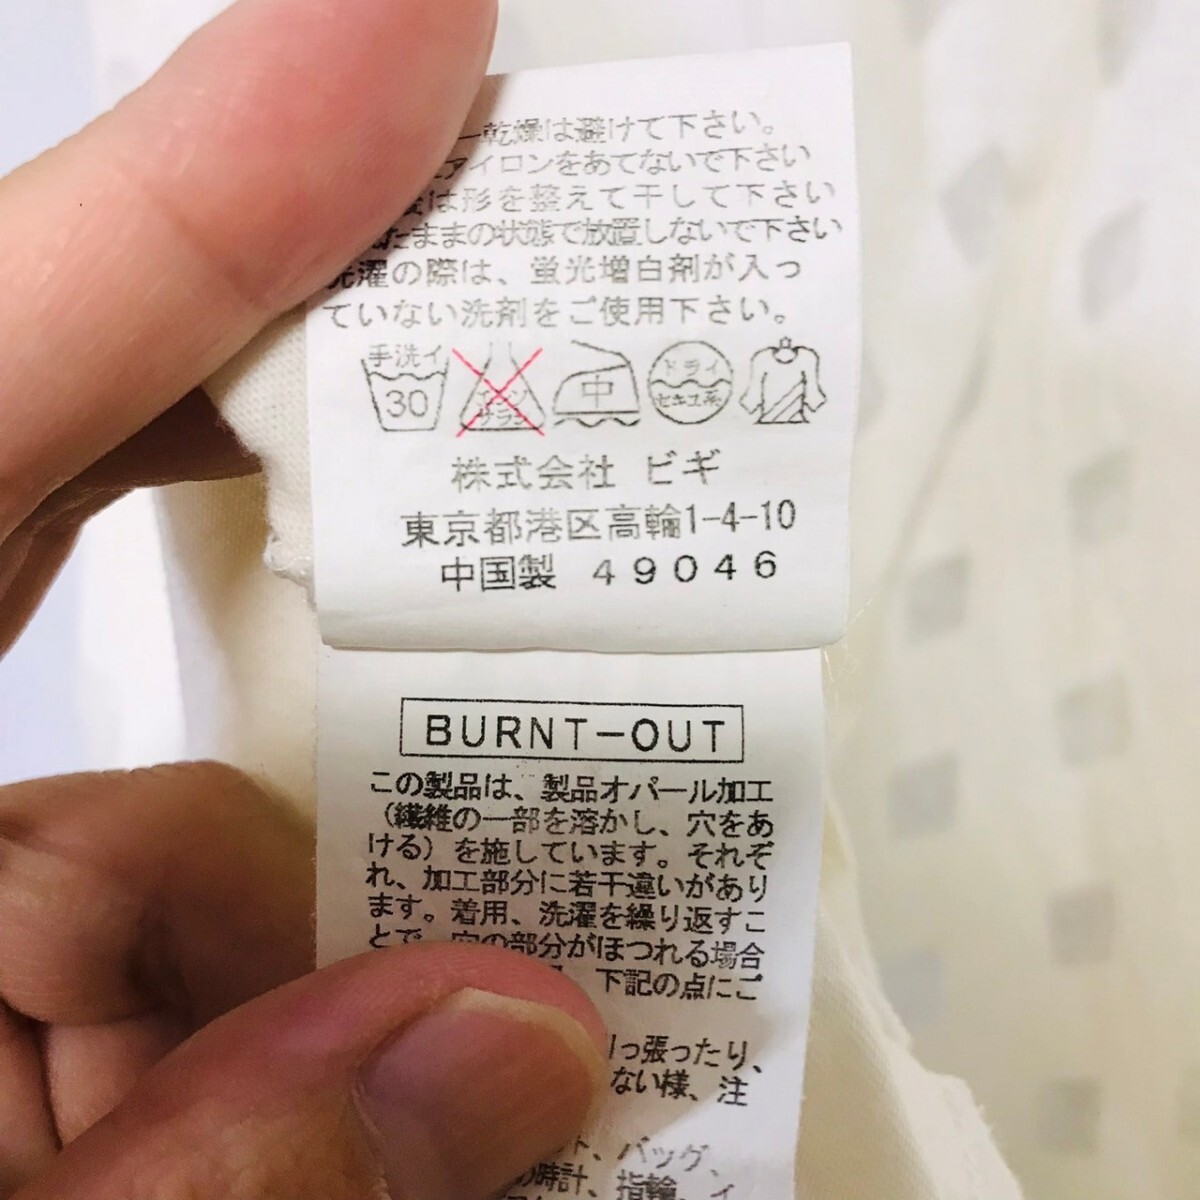 ー乾燥は避けて下さい。
アイロンをあてないで下さい
は形を整えて干して下さい
たままの状態で放置しないで下さい
洗濯の際は、蛍光増白剤が入っ
ていない洗剤をご使用下さい。
手洗イ 30 エンソ サラシ 中 ドライ セキユ系
株式会社 ビギ
東京都港区高輪1-4-10
中国製 49046
BURNT-OUT
この製品は、製品オパール加工
（繊維の一部を溶かし、穴をあ
ける）を施しています。それぞ
れ、加工部分に若干違いがあり
ます。着用、洗濯を繰り返すこ
とで、穴の部分がほつれる場合
下記の点にご
っ張ったり、
ない様、注
ト、バッグ、
の時計、指輪、イ